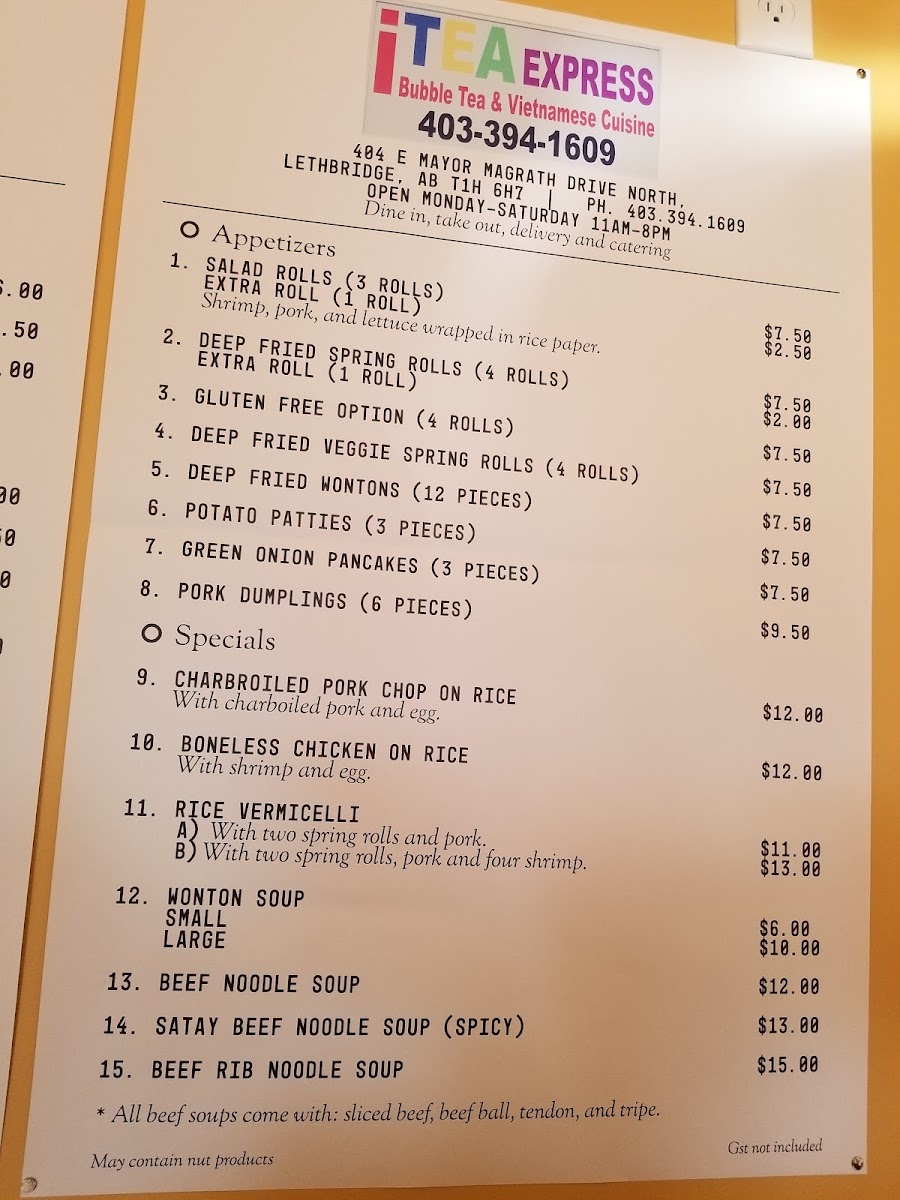 iTEA EXPRESS
Bubble Tea & Vietnamese Cuisine
403-394-1609
404 E MAYOR MAGRATH DRIVE NORTH,
LETHBRIDGE, AB T1H 6H7 | PH. 403.394.1609
OPEN MONDAY-SATURDAY 11AM-8PM
Dine in, take out, delivery and catering
Appetizers
1. SALAD ROLLS (3 ROLLS) $7.50
EXTRA ROLL (1 ROLL) $2.50
Shrimp, pork, and lettuce wrapped in rice paper.
2. DEEP FRIED SPRING ROLLS (4 ROLLS) $7.50
EXTRA ROLL (1 ROLL) $2.00
3. GLUTEN FREE OPTION (4 ROLLS) $7.50
4. DEEP FRIED VEGGIE SPRING ROLLS (4 ROLLS) $7.50
5. DEEP FRIED WONTONS (12 PIECES) $7.50
6. POTATO PATTIES (3 PIECES) $7.50
7. GREEN ONION PANCAKES (3 PIECES) $7.50
8. PORK DUMPLINGS (6 PIECES) $9.50
Specials
9. CHARBROILED PORK CHOP ON RICE $12.00
With charboiled pork and egg.
10. BONELESS CHICKEN ON RICE $12.00
With shrimp and egg.
11. RICE VERMICELLI
A) With two spring rolls and pork. $11.00
B) With two spring rolls, pork and four shrimp. $13.00
12. WONTON SOUP
SMALL $6.00
LARGE $10.00
13. BEEF NOODLE SOUP $12.00
14. SATAY BEEF NOODLE SOUP (SPICY) $13.00
15. BEEF RIB NOODLE SOUP $15.00
* All beef soups come with: sliced beef, beef ball, tendon, and tripe.
May contain nut products
Gst not included